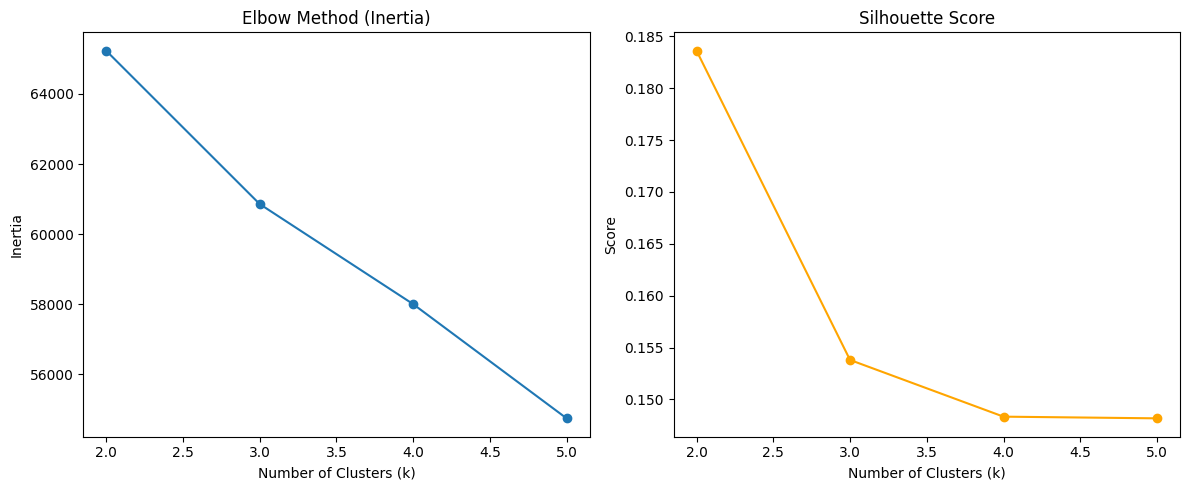 Elbow Method (Inertia)
64000
62000
60000
58000
56000
Inertia
2.0 2.5 3.0 3.5 4.0 4.5 5.0
Number of Clusters (k)
Silhouette Score
0.185
0.180
0.175
0.170
0.165
0.160
0.155
0.150
Score
2.0 2.5 3.0 3.5 4.0 4.5 5.0
Number of Clusters (k)